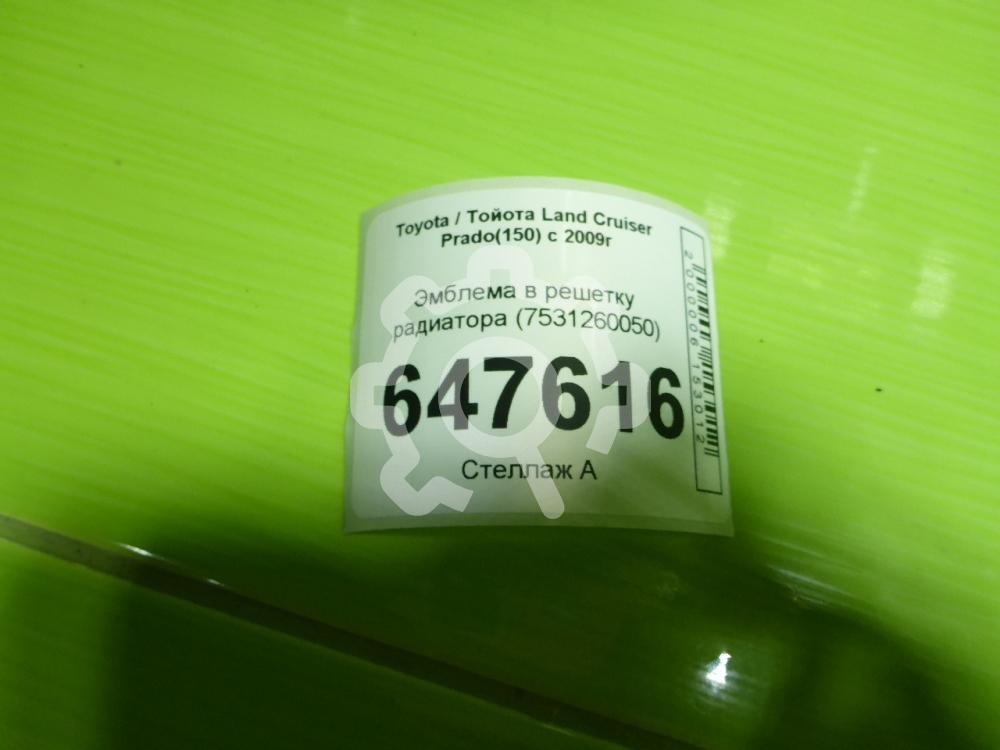 Toyota / Тойота Land Cruiser
Prado(150) с 2009г
Эмблема в решетку
радиатора (7531260050)
647616
Стеллаж А
2000006153012